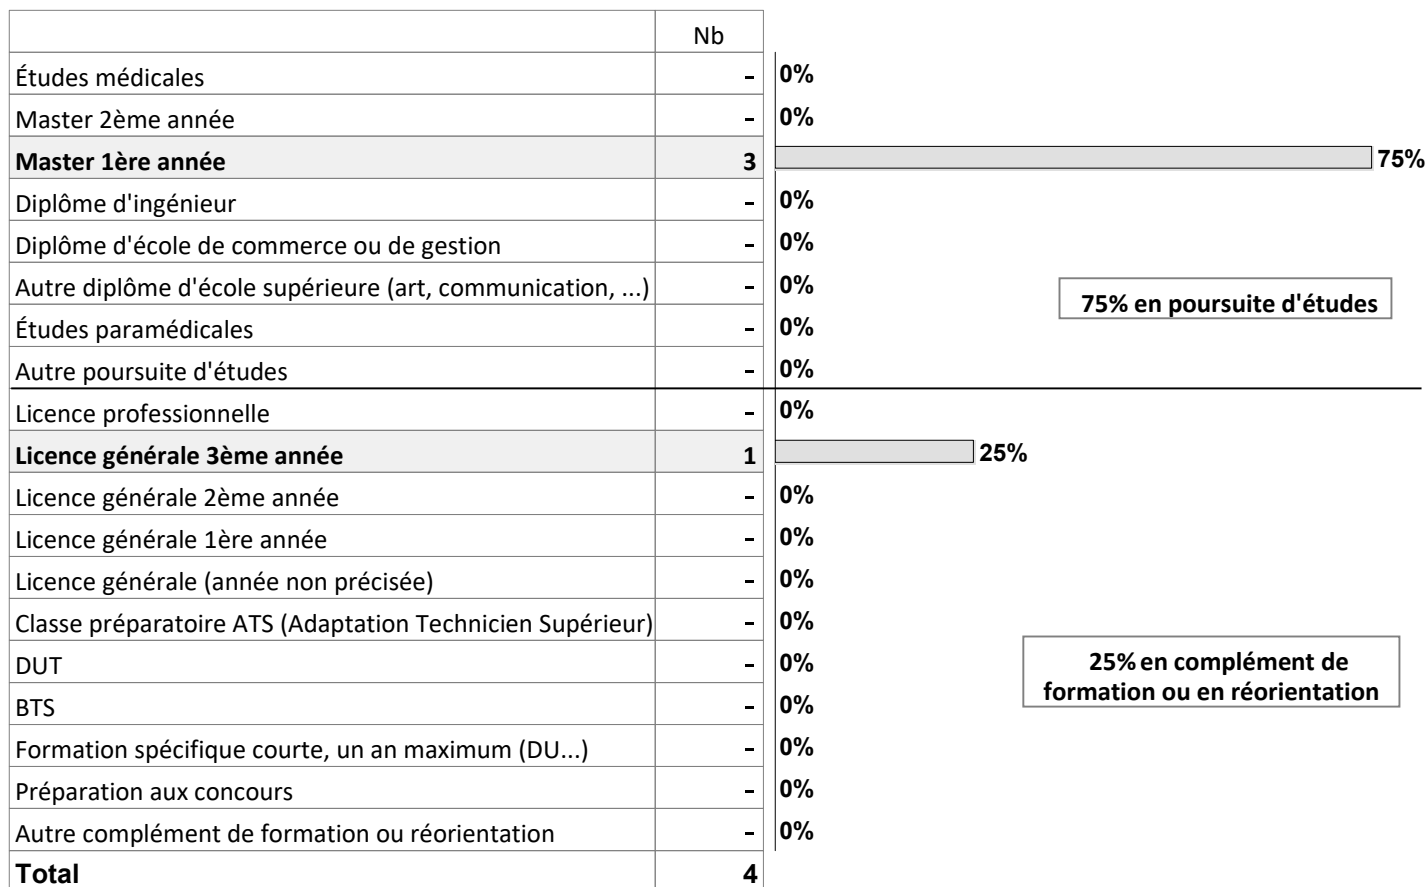 Nb
Études médicales - 0%
Master 2ème année - 0%
Master 1ère année 3 75%
Diplôme d'ingénieur - 0%
Diplôme d'école de commerce ou de gestion - 0%
Autre diplôme d'école supérieure (art, communication, ...) - 0%
75% en poursuite d'études
Études paramédicales - 0%
Autre poursuite d'études - 0%
Licence professionnelle - 0%
Licence générale 3ème année 1 25%
Licence générale 2ème année - 0%
Licence générale 1ère année - 0%
Licence générale (année non précisée) - 0%
Classe préparatoire ATS (Adaptation Technicien Supérieur) - 0%
DUT - 0%
25% en complément de
formation ou en réorientation
BTS - 0%
Formation spécifique courte, un an maximum (DU...) - 0%
Préparation aux concours - 0%
Autre complément de formation ou réorientation - 0%
Total 4